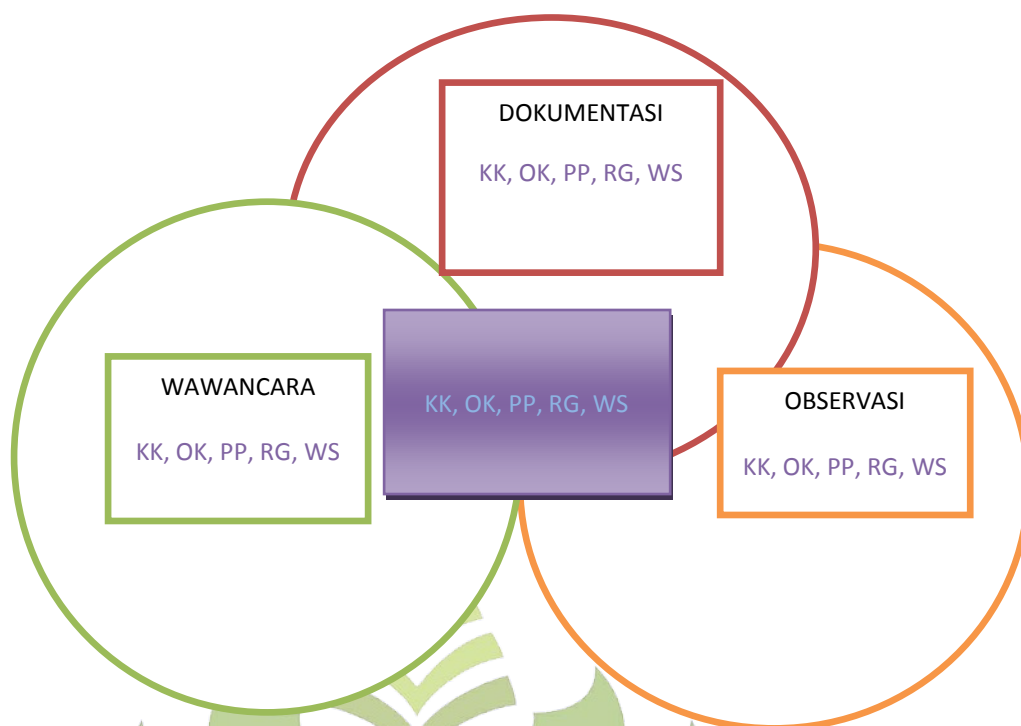 DOKUMENTASI
KK, OK, PP, RG, WS
KK, OK, PP, RG, WS
WAWANCARA
KK, OK, PP, RG, WS
OBSERVASI
KK, OK, PP, RG, WS